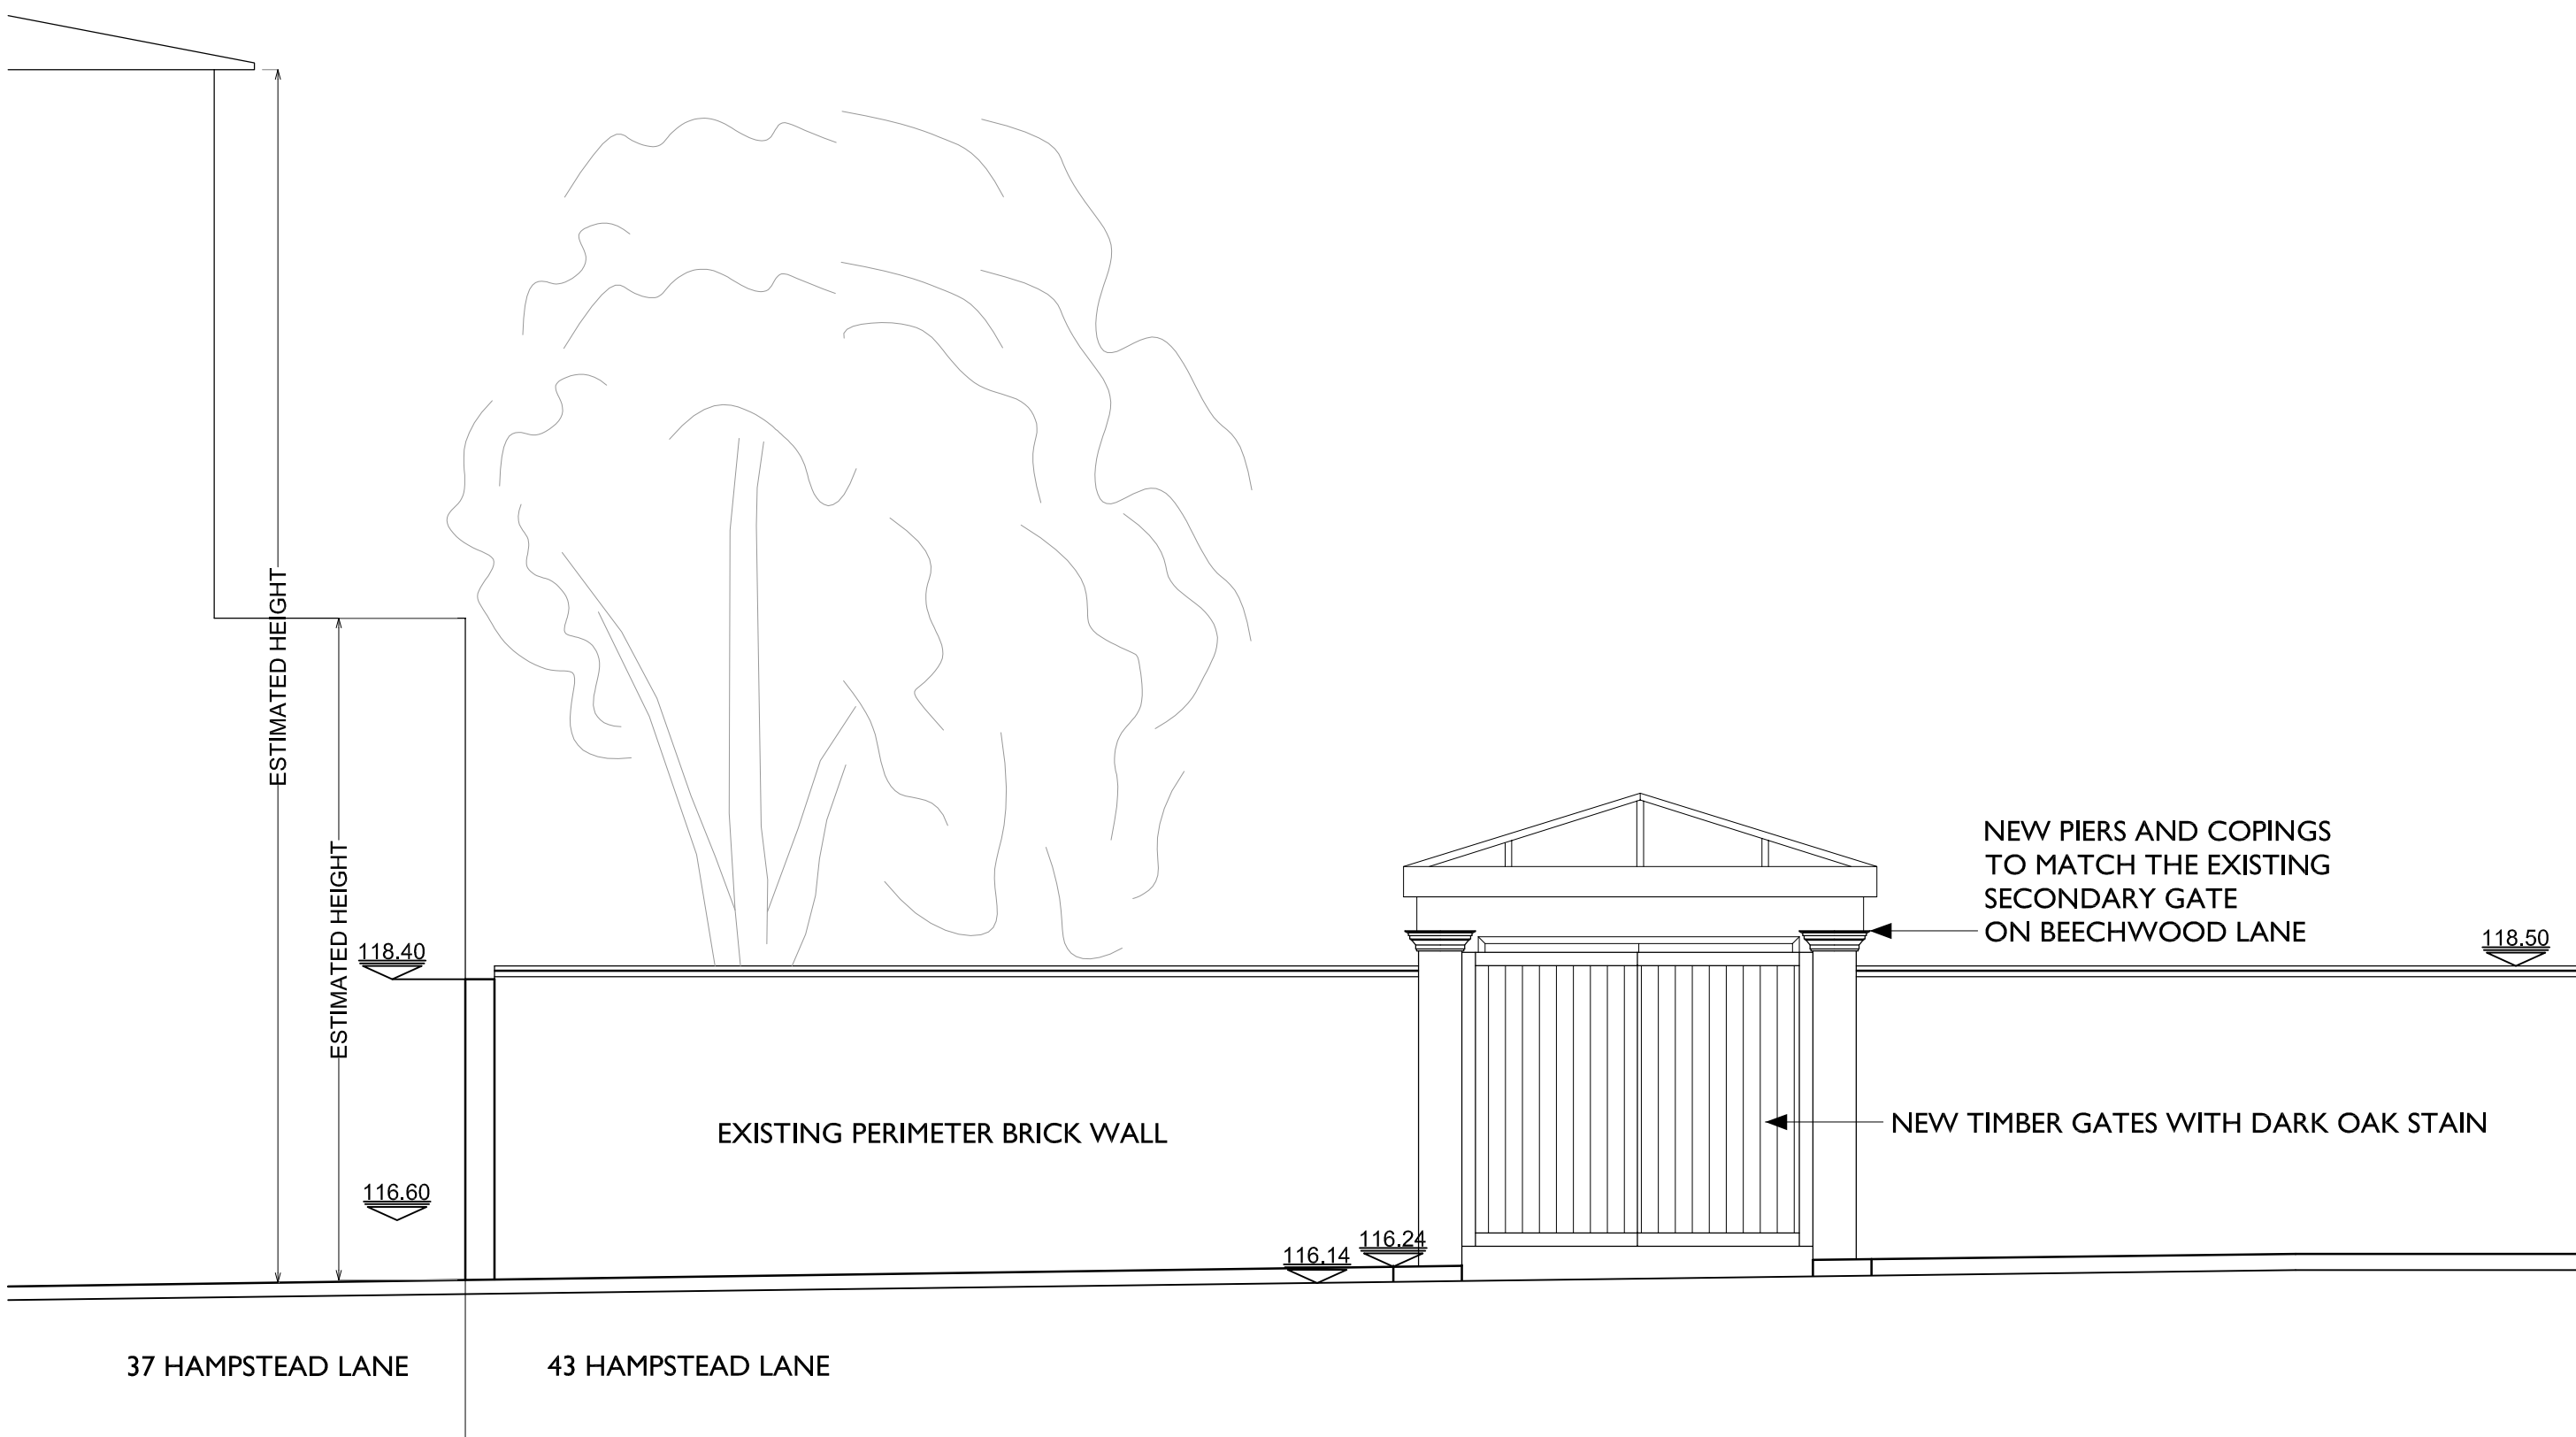 ESTIMATED HEIGHT
ESTIMATED HEIGHT
NEW PIERS AND COPINGS
TO MATCH THE EXISTING
SECONDARY GATE
ON BEECHWOOD LANE
118.40
118.50
EXISTING PERIMETER BRICK WALL
NEW TIMBER GATES WITH DARK OAK STAIN
116.60
116.14
116.24
37 HAMPSTEAD LANE
43 HAMPSTEAD LANE